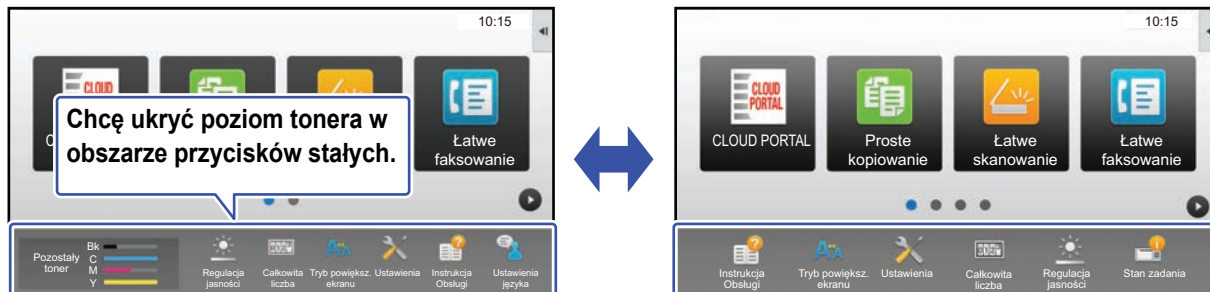 10:15
CLOUD
Chcę ukryć poziom tonera w
obszarze przycisków stałych.
Łatwe
faksowanie
Pozostały
toner
Bk
C
M
Y
Regulacja
jasności
Całkowita
liczba
Tryb powiększ.
ekranu
Ustawienia
Instrukcja
Obsługi
Ustawienia
języka
10:15
CLOUD
PORTAL
CLOUD PORTAL
Proste
kopiowanie
Łatwe
skanowanie
Łatwe
faksowanie
Instrukcja
Obsługi
Tryb powiększ.
ekranu
Ustawienia
Całkowita
liczba
Regulacja
jasności
Stan zadania